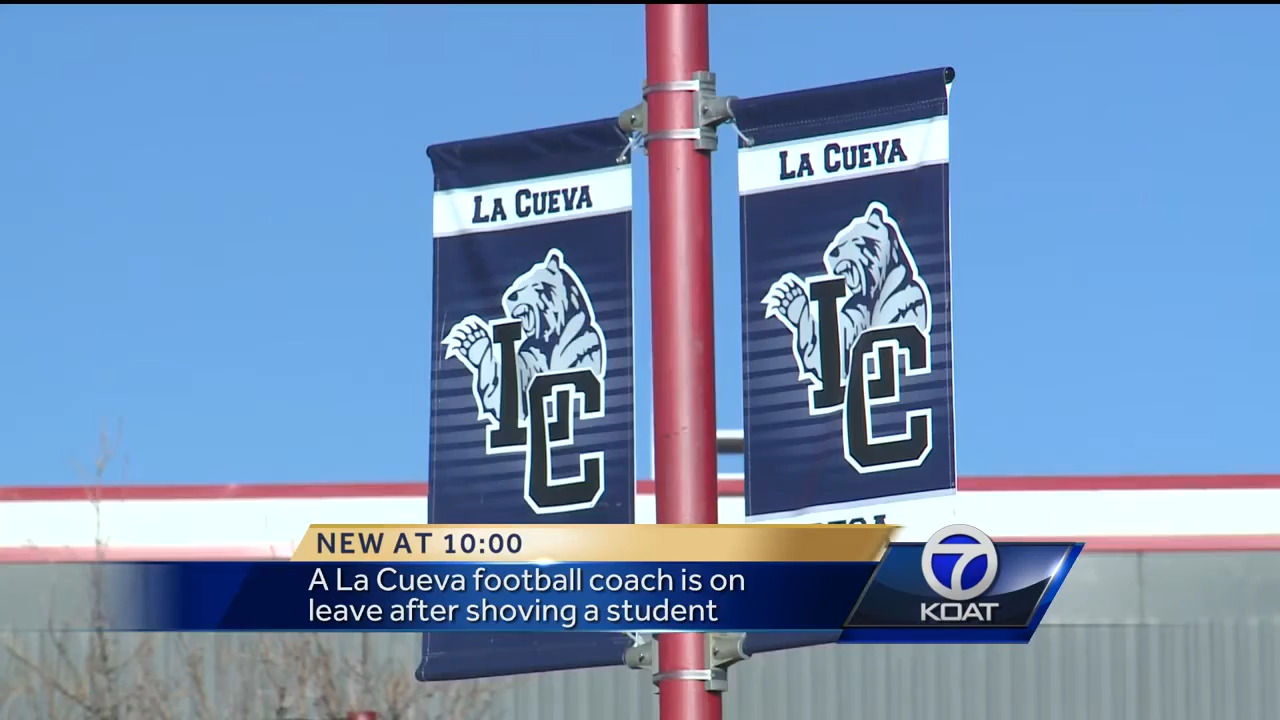 La Cueva
LC
La Cueva
LC
NEW AT 10:00
A La Cueva football coach is on
leave after shoving a student
7
KOAT